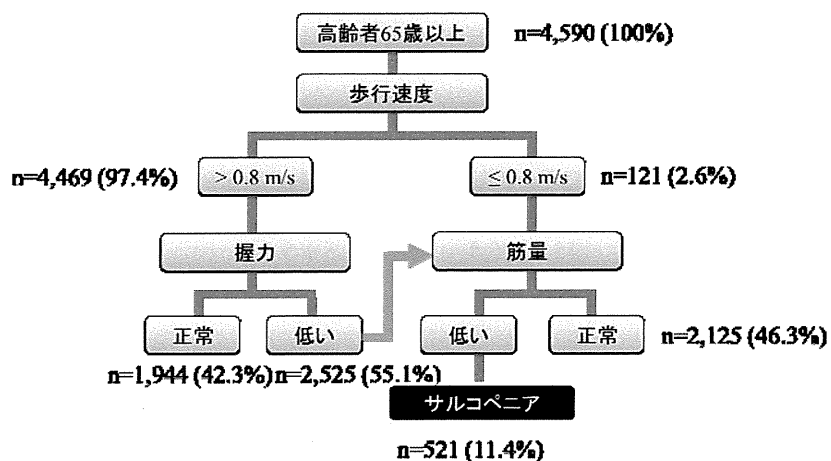 高齢者65歳以上 n=4,590 (100%)
歩行速度
n=4,469 (97.4%) > 0.8 m/s ≤ 0.8 m/s n=121 (2.6%)
握力 筋量
正常 低い 低い 正常 n=2,125 (46.3%)
n=1,944 (42.3%) n=2,525 (55.1%)
サルコペニア
n=521 (11.4%)